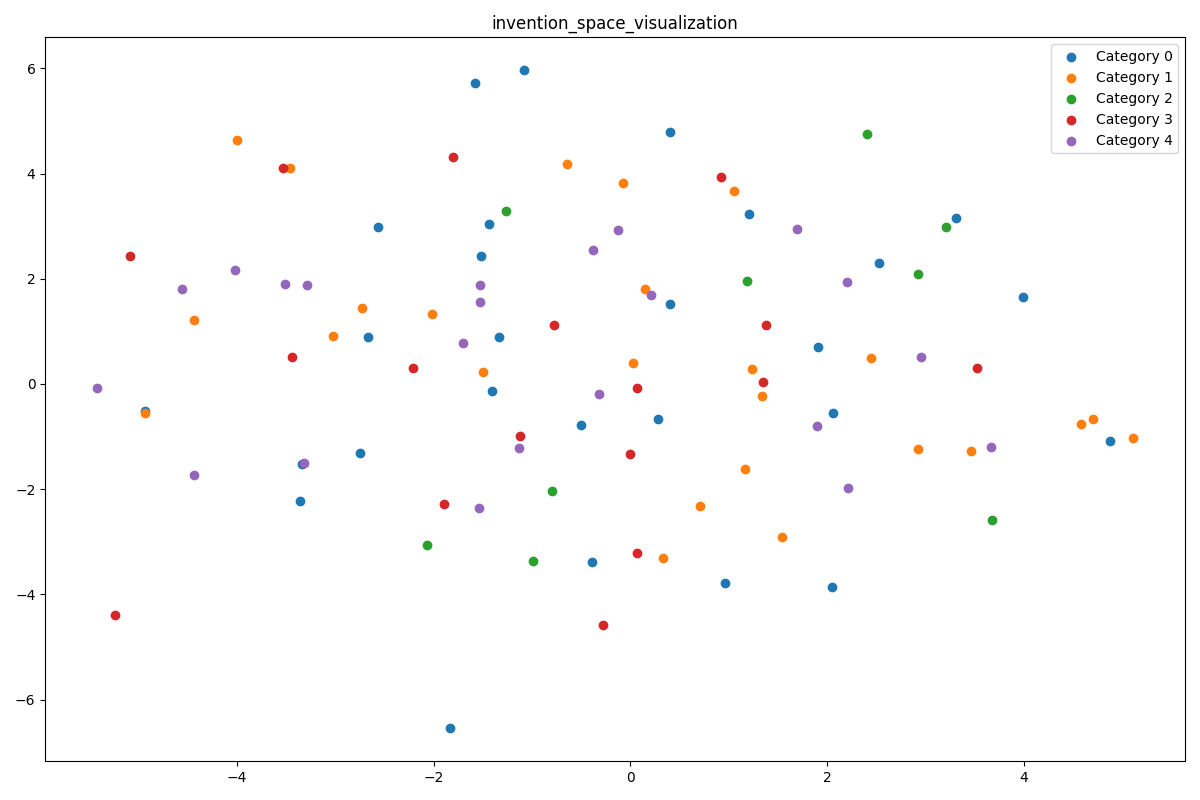 invention_space_visualization
Category 0
Category 1
Category 2
Category 3
Category 4
6
4
2
0
−2
−4
−6
−4
−2
0
2
4